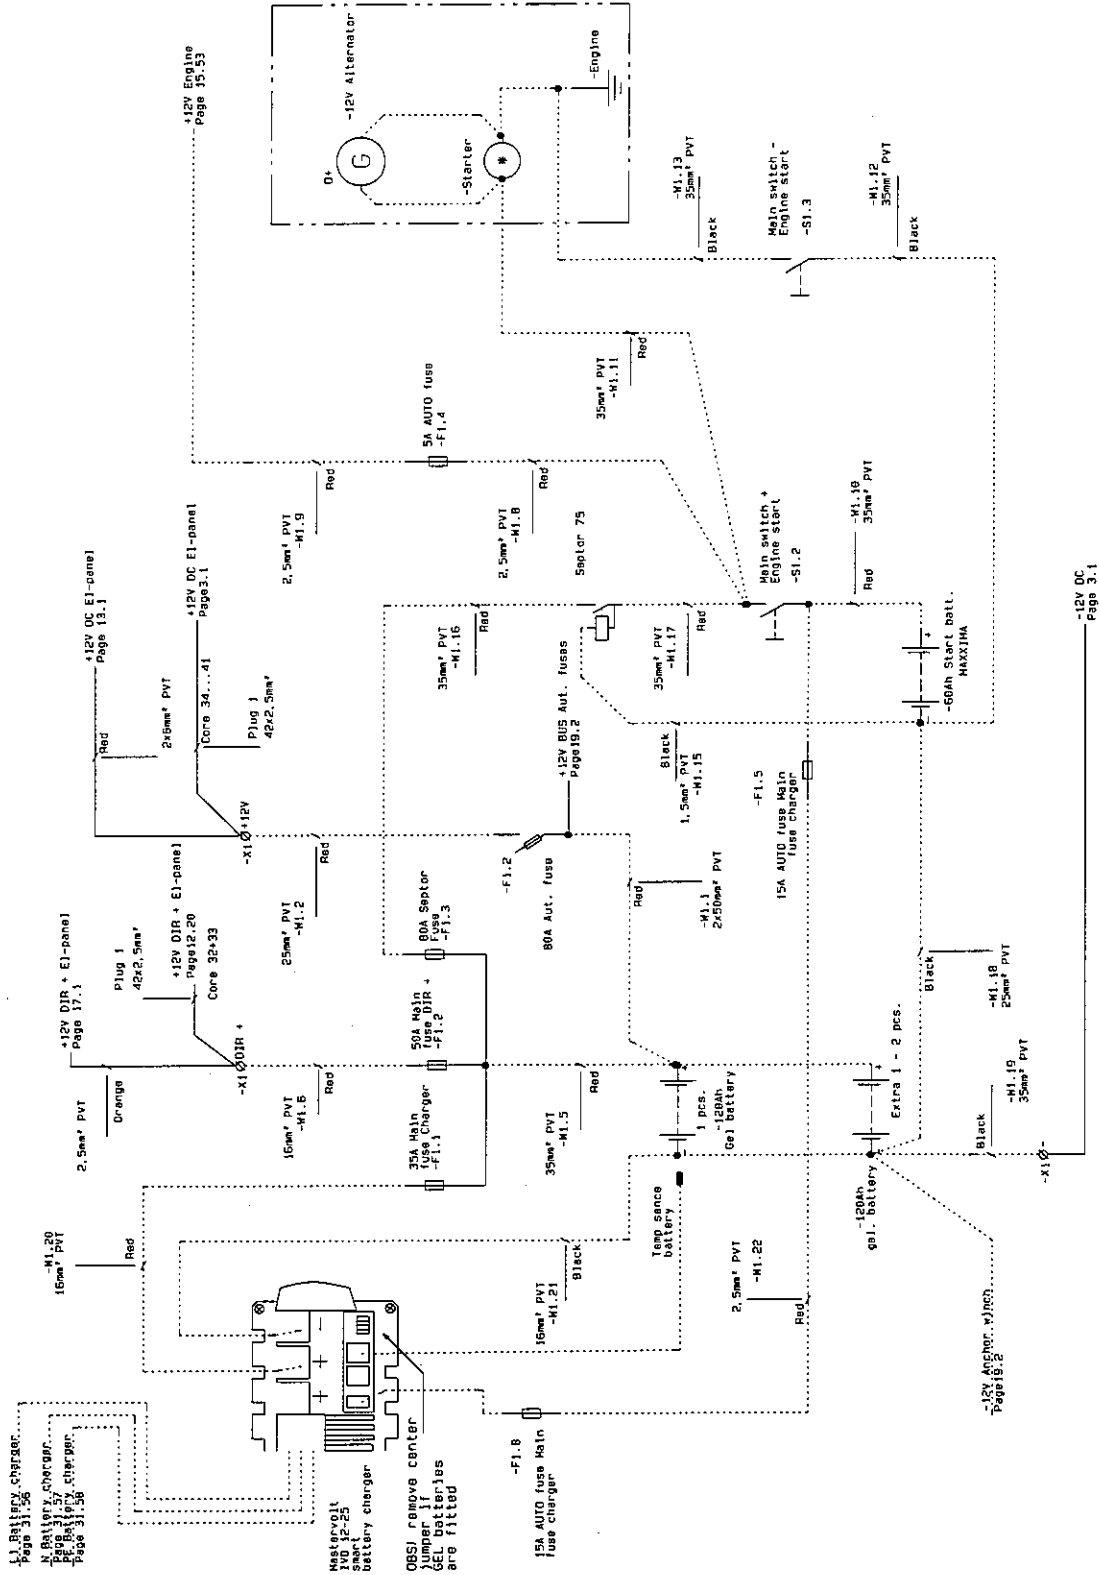 L1 Battery charger
Page 31.56
N Battery charger
Page 31.57
PE Battery charger
Page 31.58
Mastervolt
IVO 12-25
smart
battery charger
OBS! remove center
jumper if
GEL batteries
are fitted
-F1.8
15A AUTO fuse Main
fuse charger
-W1.20
16mm² PVT
Red
16mm² PVT
-W1.21
Black
Temp sence
battery
2,5mm² PVT
-W1.22
Red
-12V Anchor winch
Page19.2
+12V DIR + El-panel
Page 17.1
2,5mm² PVT
Orange
Plug 1
42x2,5mm²
+12V DIR + El-panel
Page12.20
Core 32+33
-X1
DIR +
16mm² PVT
-W1.6
Red
35A Main
fuse Charger
-F1.1
50A Main
fuse DIR +
-F1.2
80A Septor
Fuse
-F1.3
35mm² PVT
-W1.5
Red
1 pcs.
-120Ah
Gel battery
+
Extra 1 - 2 pcs.
+
-120Ah
gel. battery
Black
-W1.19
35mm² PVT
-X1
-
-12V DC
Page 3.1
+12V DC El-panel
Page 13.1
Red
2x6mm² PVT
+12V DC El-panel
Page3.1
Core 34...41
Plug 1
42x2,5mm²
-X1
+12V
25mm² PVT
-W1.2
Red
-F1.2
80A Aut. fuse
+12V BUS Aut. fuses
Page19.2
Red
-W1.1
2x50mm² PVT
15A AUTO fuse Main
fuse charger
-F1.5
Black
-W1.18
25mm² PVT
35mm² PVT
-W1.16
Red
Septor 75
35mm² PVT
-W1.17
Red
Black
1,5mm² PVT
-W1.15
Main switch +
Engine start
-S1.2
-W1.10
35mm² PVT
Red
+
-60Ah Start batt.
MAXXIMA
+12V Engine
Page 15.53
2,5mm² PVT
-W1.9
Red
5A AUTO fuse
-F1.4
2,5mm² PVT
-W1.8
Red
35mm² PVT
-W1.11
Red
-12V Alternator
D+
G
-Starter
*
-Engine
-W1.13
35mm² PVT
Black
Main switch -
Engine start
-S1.3
-W1.12
35mm² PVT
Black